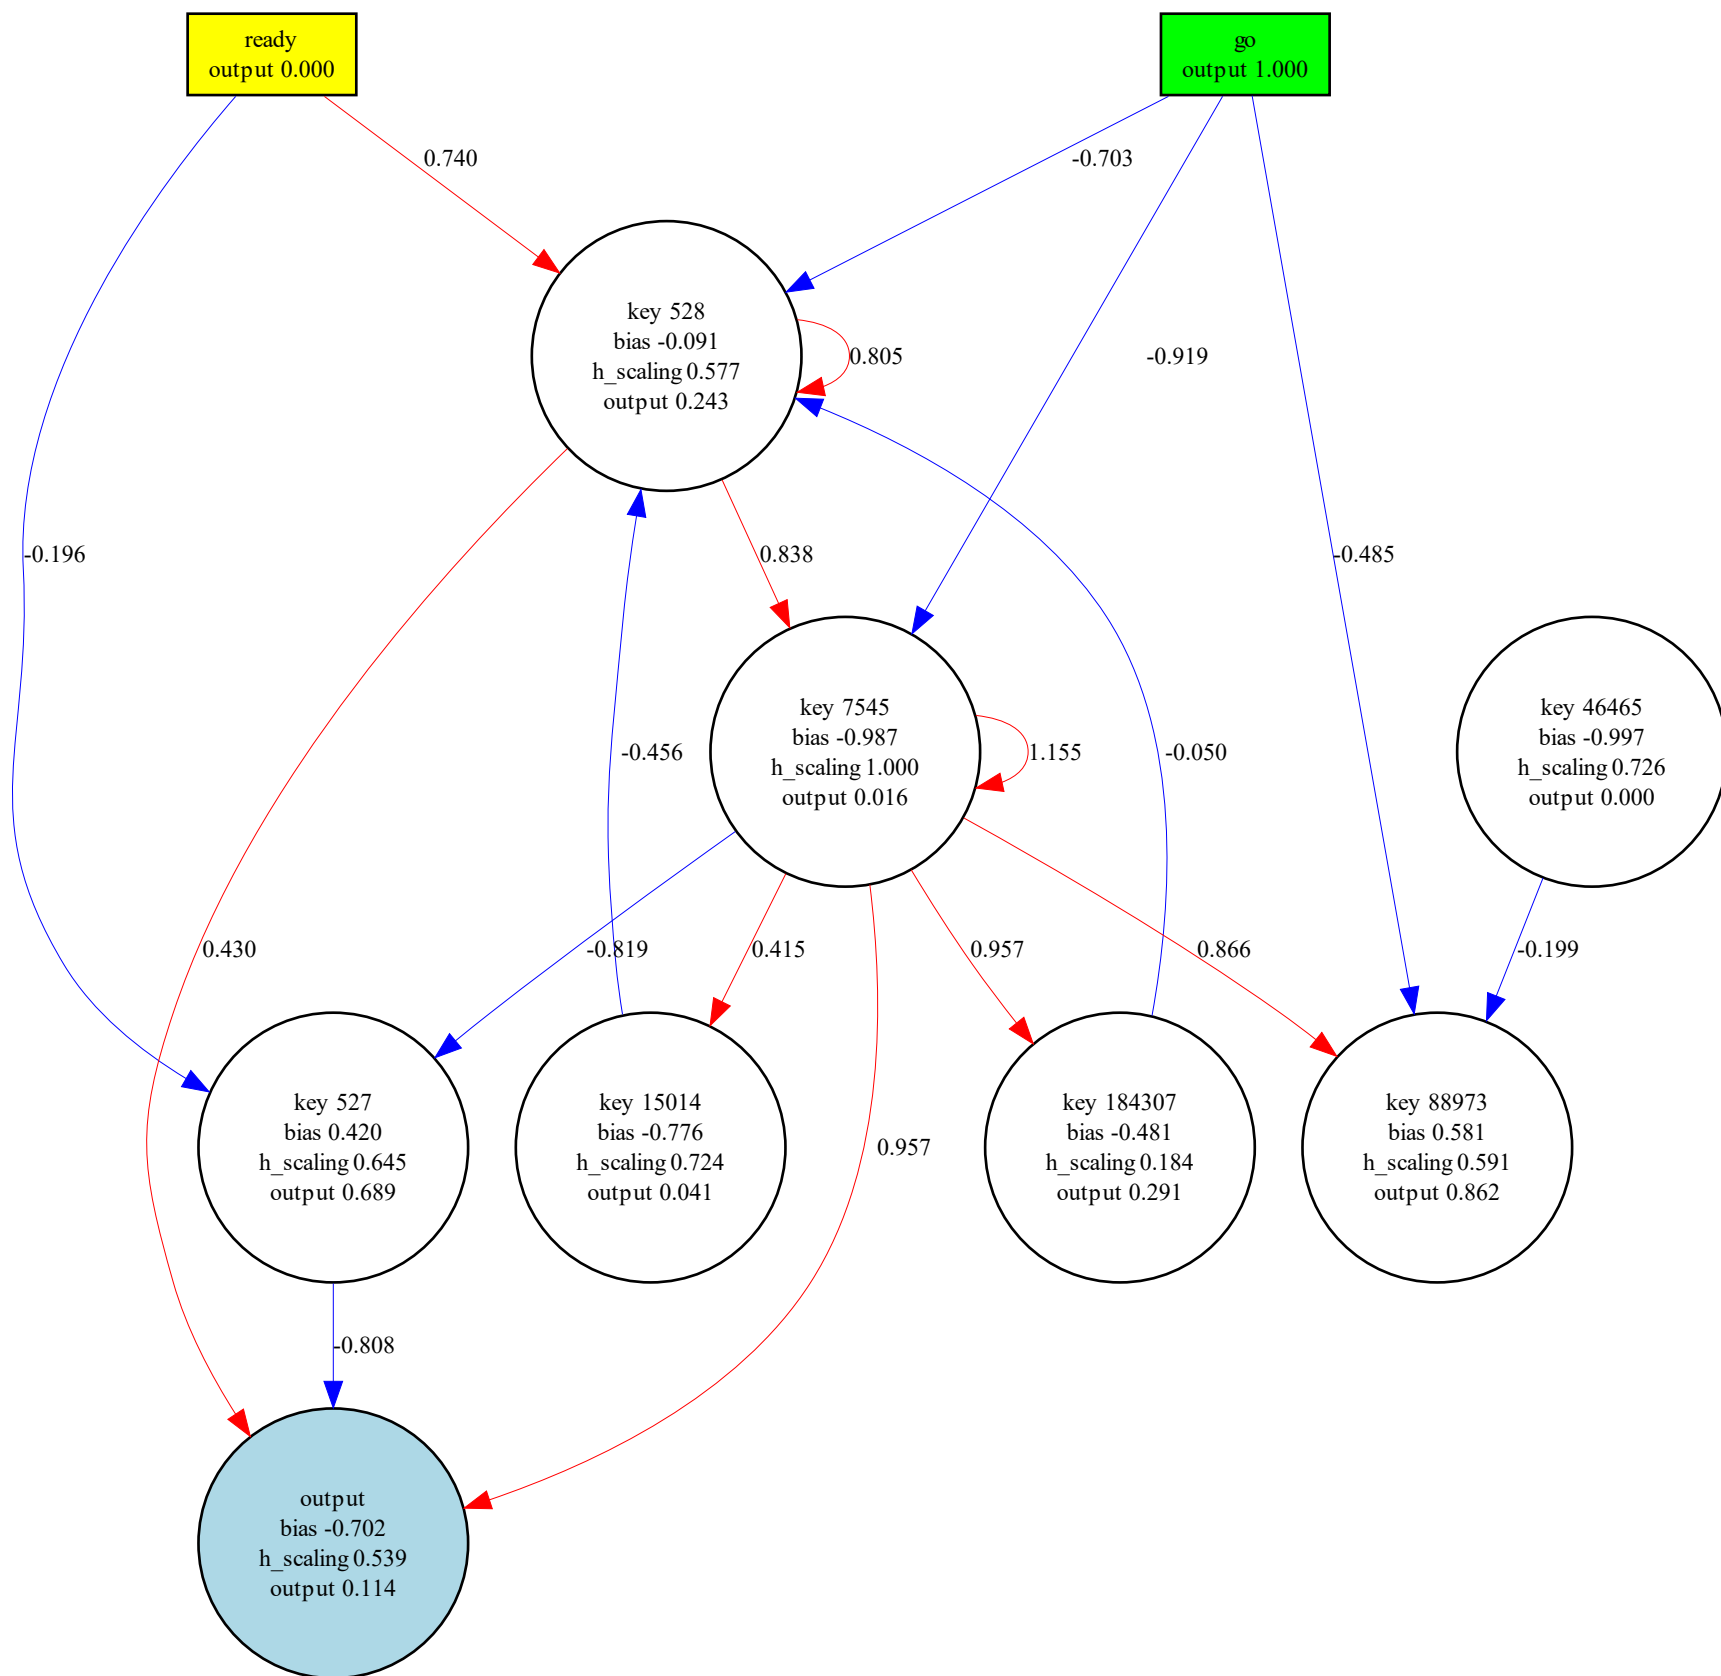 ready
output 0.000
go
output 1.000
0.740
-0.703
key 528
bias -0.091
h_scaling 0.577
output 0.243
0.805
-0.919
-0.196
0.838
-0.485
key 7545
bias -0.987
h_scaling 1.000
output 0.016
-0.456
1.155
-0.050
key 46465
bias -0.997
h_scaling 0.726
output 0.000
0.430
-0.819
0.415
0.957
0.866
-0.199
key 527
bias 0.420
h_scaling 0.645
output 0.689
key 15014
bias -0.776
h_scaling 0.724
output 0.041
0.957
key 184307
bias -0.481
h_scaling 0.184
output 0.291
key 88973
bias 0.581
h_scaling 0.591
output 0.862
-0.808
output
bias -0.702
h_scaling 0.539
output 0.114